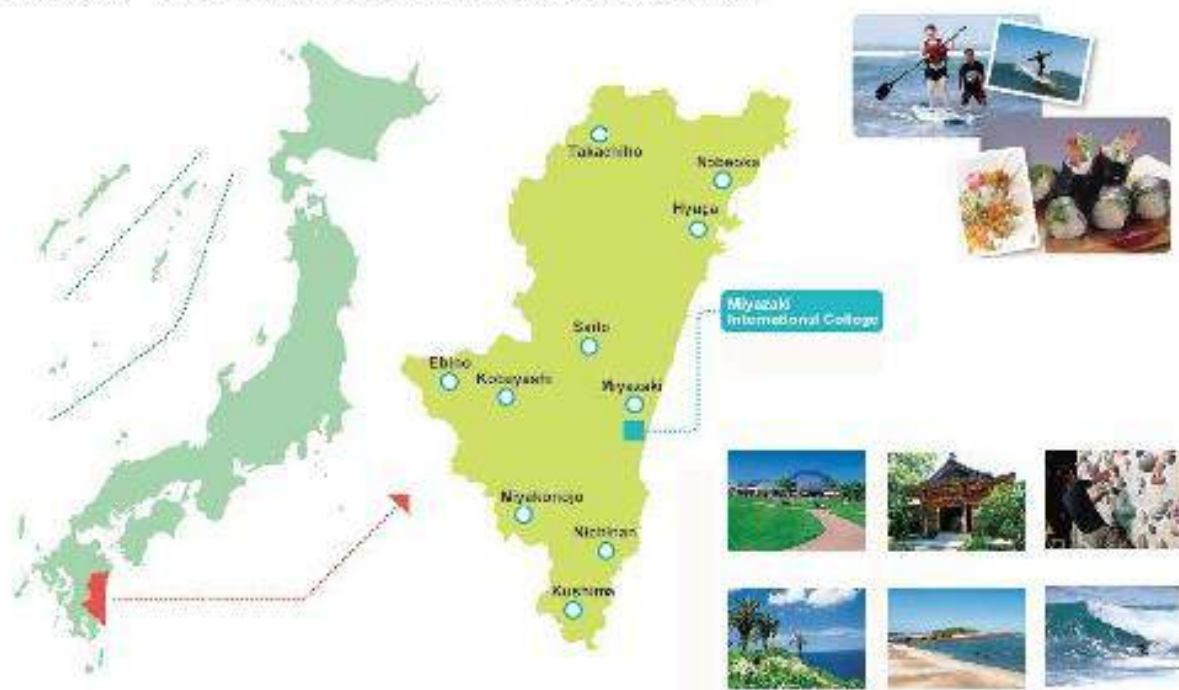 Takachiho
Nobeoka
Hyuga
Miyazaki
International College
Saito
Ebino
Kobayashi
Miyazaki
Miyakonojo
Nichinan
Kushima